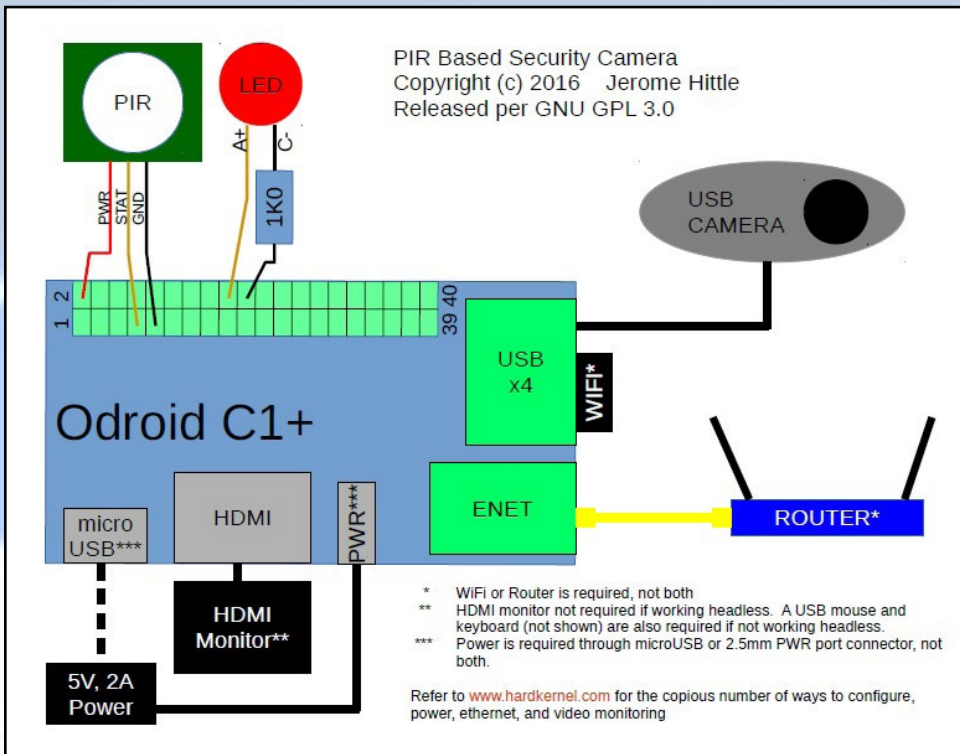 PIR Based Security Camera
Copyright (c) 2016 Jerome Hittle
Released per GNU GPL 3.0
PIR
LED
PWR
STAT
GND
A+
C-
1K0
USB
CAMERA
2
1
40
39
USB
x4
WIFI*
Odroid C1+
micro
USB***
HDMI
PWR***
ENET
ROUTER*
HDMI
Monitor**
5V, 2A
Power
* WiFi or Router is required, not both
** HDMI monitor not required if working headless. A USB mouse and
keyboard (not shown) are also required if not working headless.
*** Power is required through microUSB or 2.5mm PWR port connector, not
both.
Refer to www.hardkernel.com for the copious number of ways to configure,
power, ethernet, and video monitoring